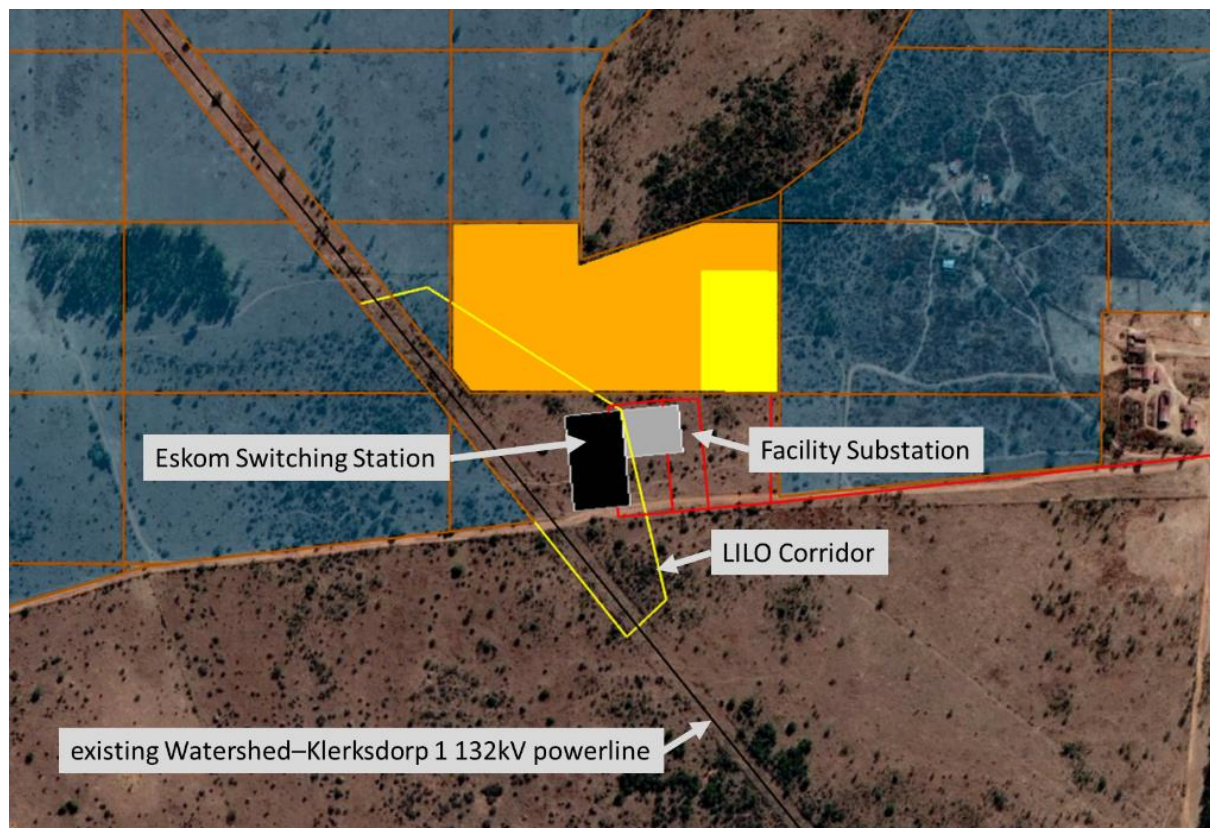 Eskom Switching Station
Facility Substation
LILO Corridor
existing Watershed–Klerksdorp 1 132kV powerline